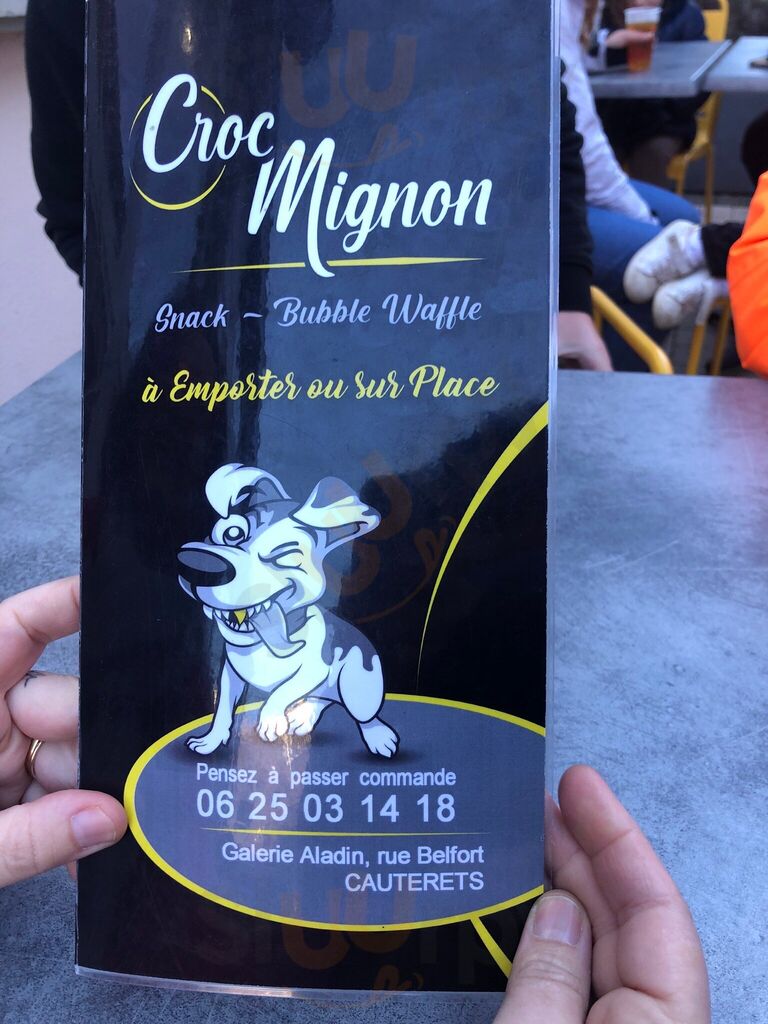 Croc
Mignon
Snack ~ Bubble Waffle
à Emporter ou sur Place
Pensez à passer commande
06 25 03 14 18
Galerie Aladin, rue Belfort
CAUTERETS